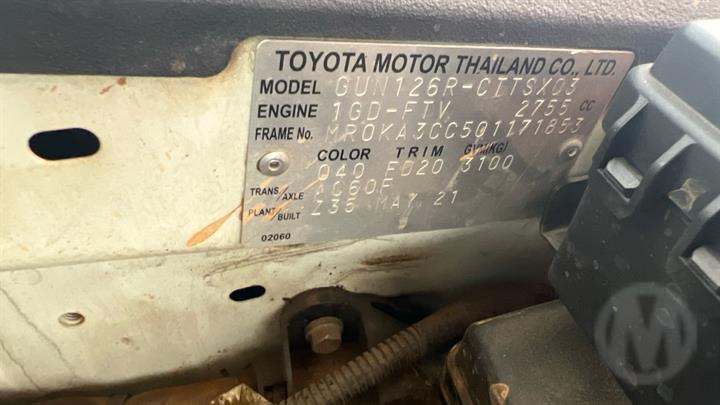 TOYOTA MOTOR THAILAND CO., LTD.
MODEL GUN126R-CTTSX03
ENGINE 1GD-FTV 2755 CC
FRAME No. MR0KA3CC501171853
COLOR TRIM GVM(KG)
040 FD20 3100
TRANS/AXLE AC60F
PLANT/BUILT Z35 MAY 21
02060
M